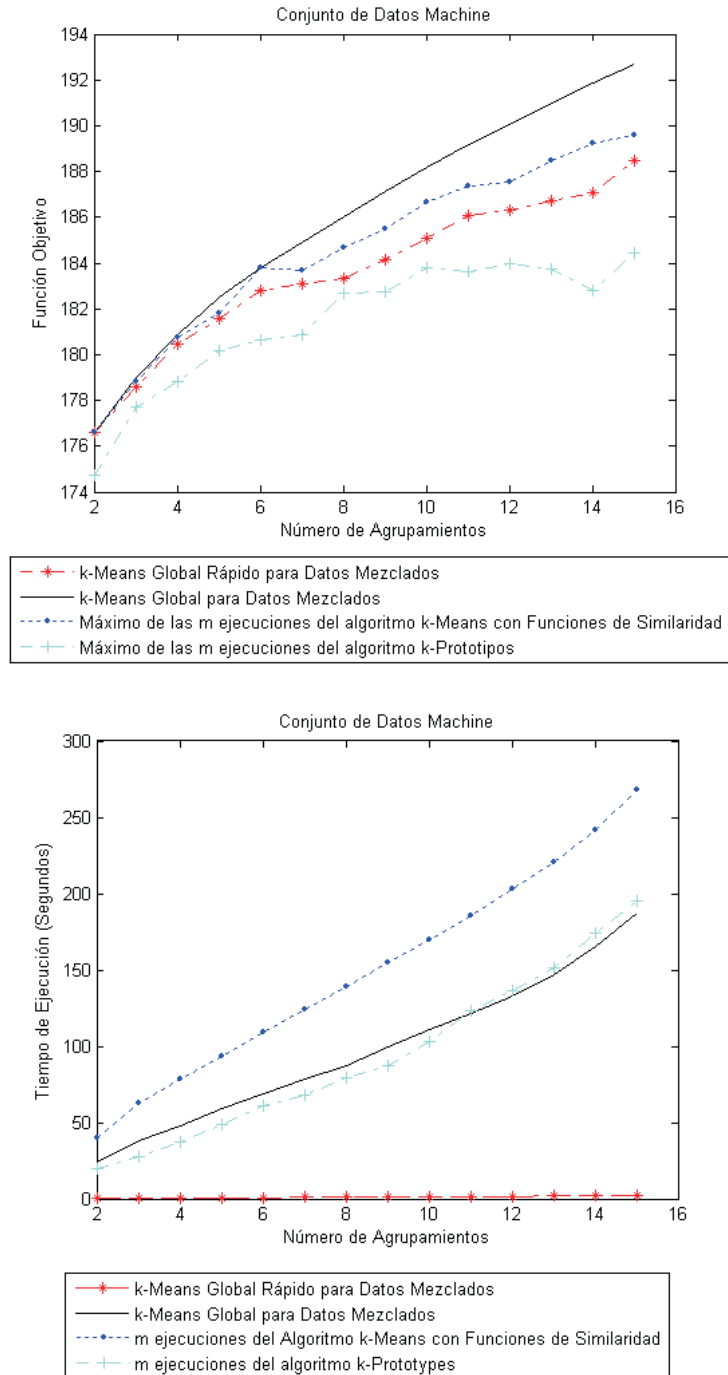 Conjunto de Datos Machine
194
192
190
188
186
184
182
180
178
176
174
Función Objetivo
2 4 6 8 10 12 14 16
Número de Agrupamientos
k-Means Global Rápido para Datos Mezclados
k-Means Global para Datos Mezclados
Máximo de las m ejecuciones del algoritmo k-Means con Funciones de Similaridad
Máximo de las m ejecuciones del algoritmo k-Prototipos
Conjunto de Datos Machine
300
250
200
150
100
50
0
Tiempo de Ejecución (Segundos)
2 4 6 8 10 12 14 16
Número de Agrupamientos
k-Means Global Rápido para Datos Mezclados
k-Means Global para Datos Mezclados
m ejecuciones del Algoritmo k-Means con Funciones de Similaridad
m ejecuciones del algoritmo k-Prototypes